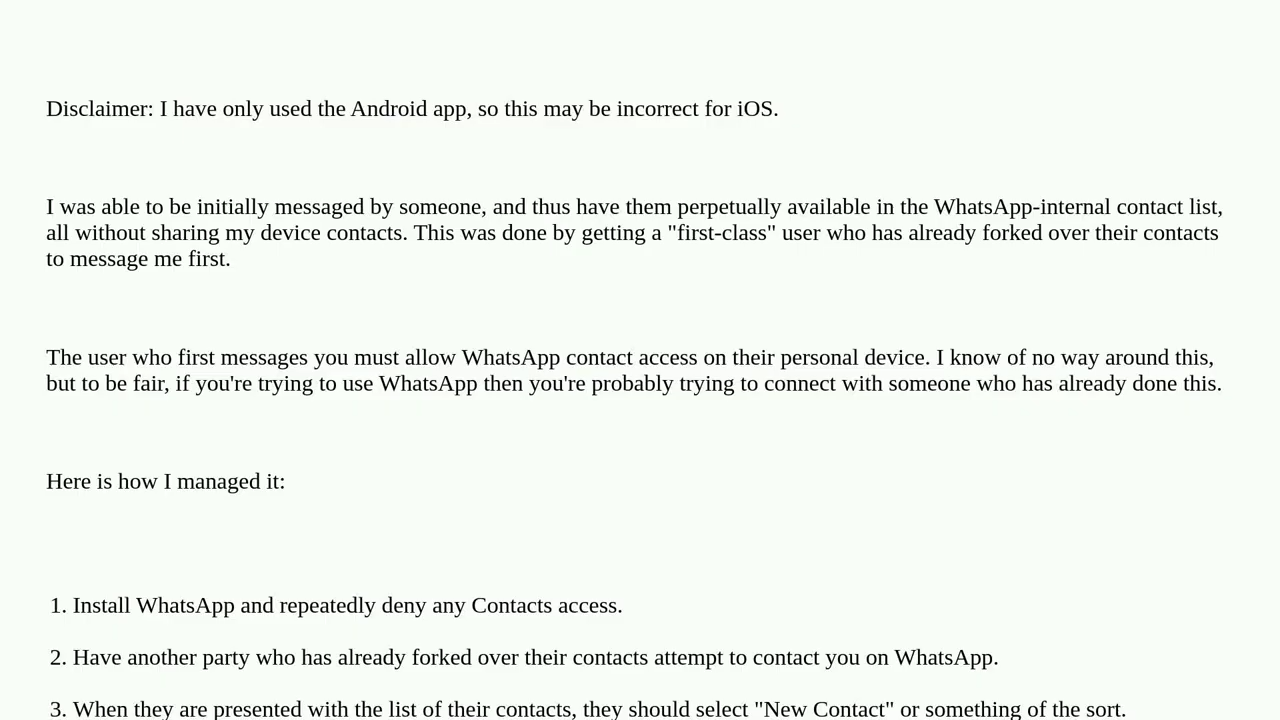 Disclaimer: I have only used the Android app, so this may be incorrect for iOS.
I was able to be initially messaged by someone, and thus have them perpetually available in the WhatsApp-internal contact list,
all without sharing my device contacts. This was done by getting a "first-class" user who has already forked over their contacts
to message me first.
The user who first messages you must allow WhatsApp contact access on their personal device. I know of no way around this,
but to be fair, if you're trying to use WhatsApp then you're probably trying to connect with someone who has already done this.
Here is how I managed it:
1. Install WhatsApp and repeatedly deny any Contacts access.
2. Have another party who has already forked over their contacts attempt to contact you on WhatsApp.
3. When they are presented with the list of their contacts, they should select "New Contact" or something of the sort.